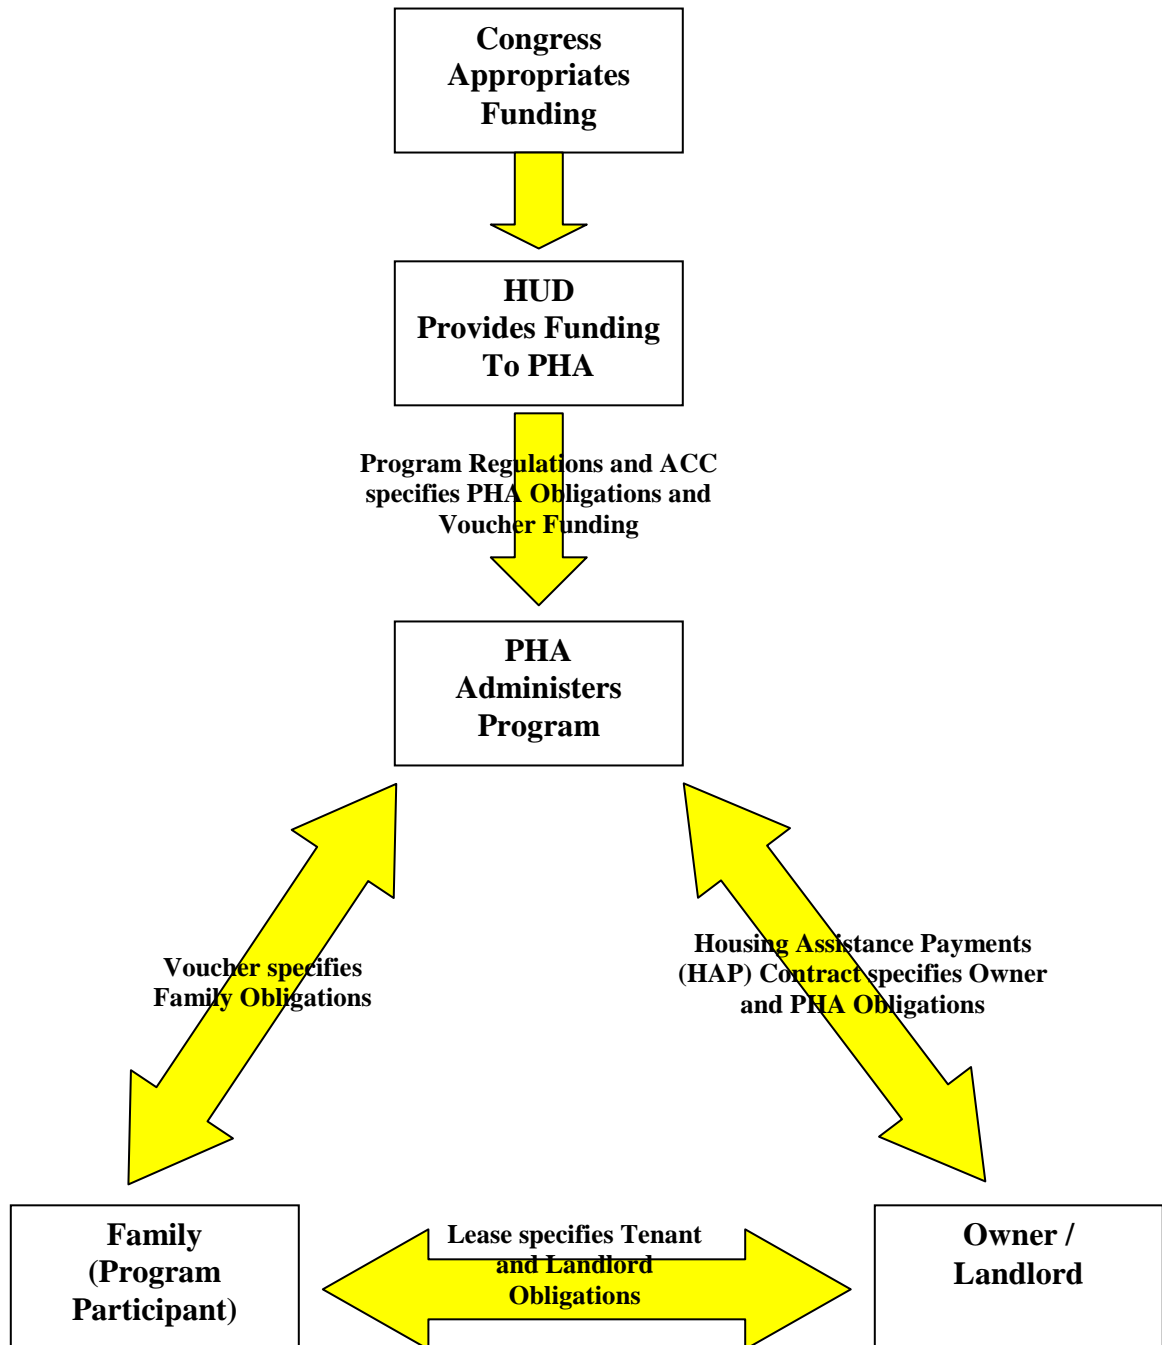 Congress
Appropriates
Funding
HUD
Provides Funding
To PHA
Program Regulations and ACC
specifies PHA Obligations and
Voucher Funding
PHA
Administers
Program
Voucher specifies
Family Obligations
Housing Assistance Payments
(HAP) Contract specifies Owner
and PHA Obligations
Family
(Program
Participant)
Lease specifies Tenant
and Landlord
Obligations
Owner /
Landlord